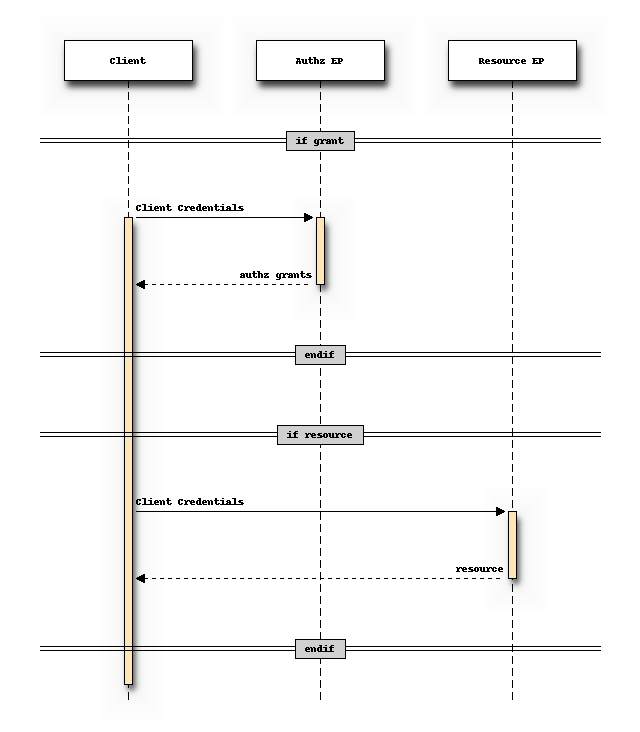 Client
Authz EP
Resource EP
if grant
Client Credentials
authz grants
endif
if resource
Client Credentials
resource
endif